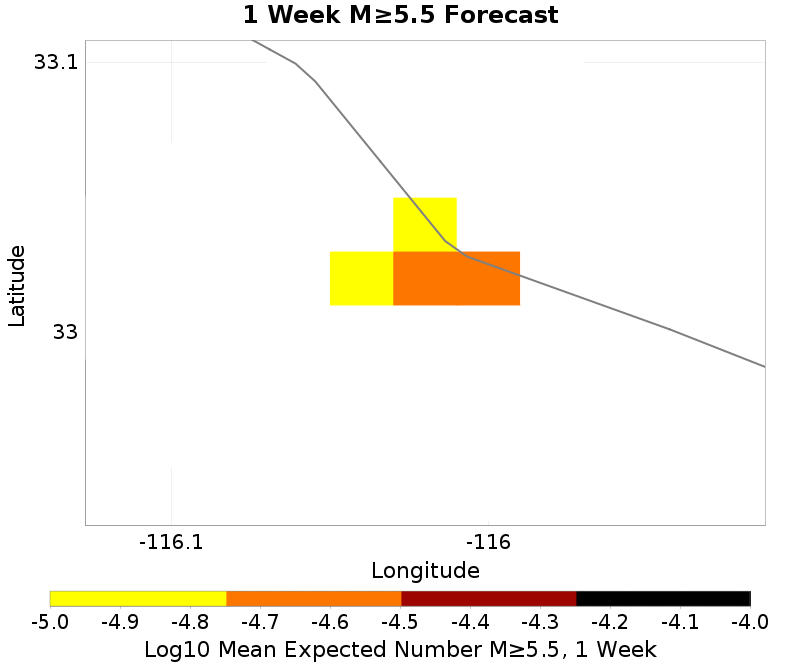 1 Week M≥5.5 Forecast
33.1
33
Latitude
-116.1 -116
Longitude
-5.0 -4.9 -4.8 -4.7 -4.6 -4.5 -4.4 -4.3 -4.2 -4.1 -4.0
Log10 Mean Expected Number M≥5.5, 1 Week